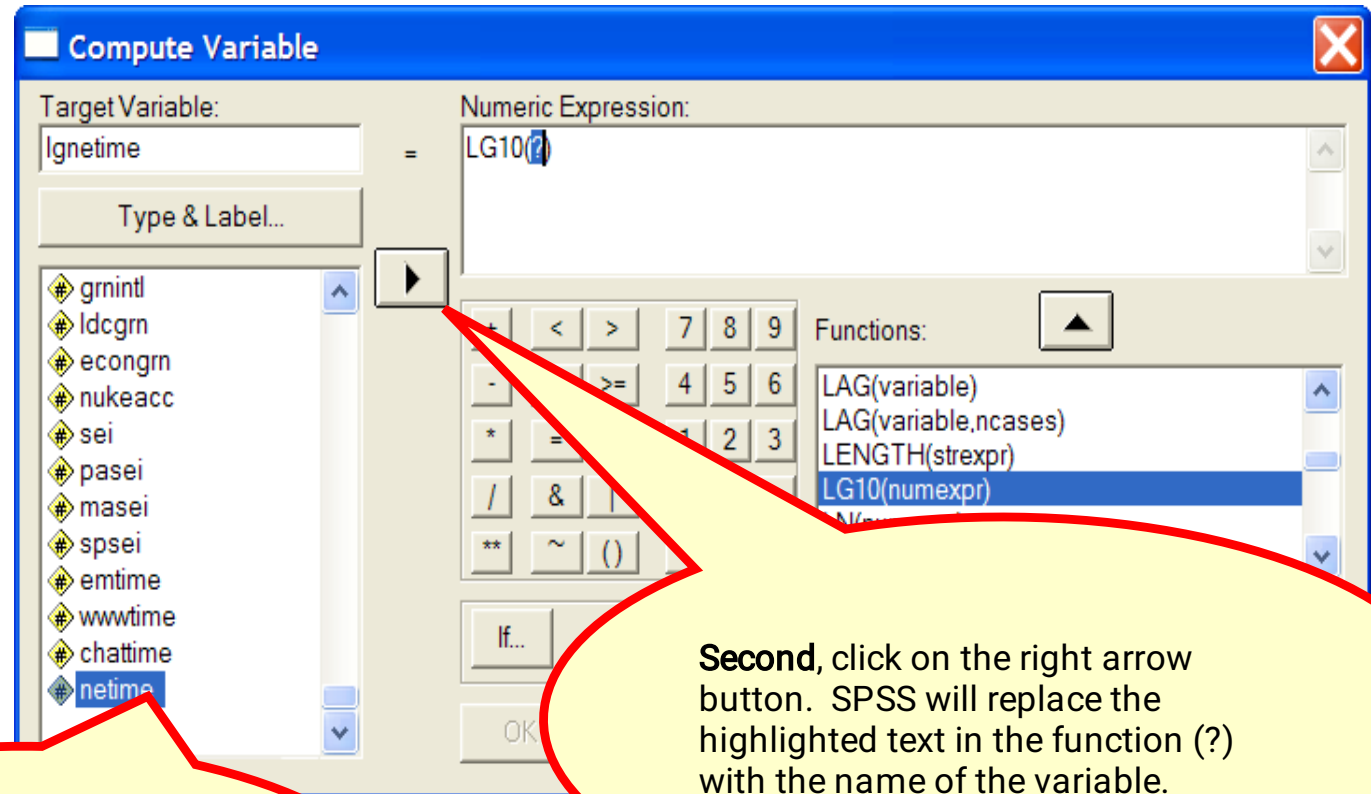 Compute Variable
Target Variable:
lgnetime
=
Numeric Expression:
LG10(?)
Type & Label...
grnintl
ldcgrn
econgrn
nukeacc
sei
pasei
masei
spsei
emtime
wwwtime
chattime
netime
+ < > 7 8 9
- >= 4 5 6
* = 1 2 3
/ & |
** ~ ()
Functions:
LAG(variable)
LAG(variable,ncases)
LENGTH(strexpr)
LG10(numexpr)
If...
OK
Second, click on the right arrow
button. SPSS will replace the
highlighted text in the function (?)
with the name of the variable.